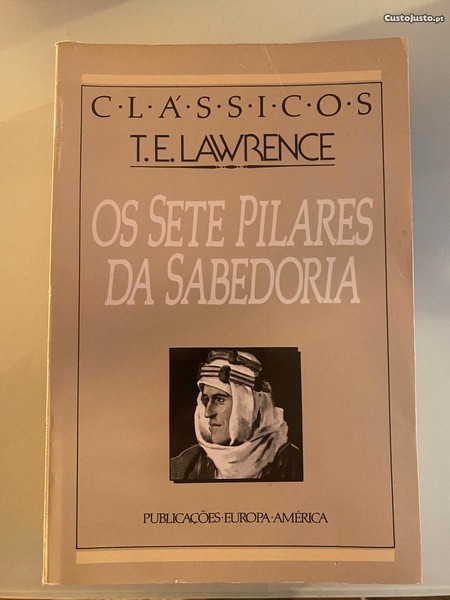 CustoJusto.pt
C·L·Á·S·S·I·C·O·S
T.E. LAWRENCE
OS SETE PILARES
DA SABEDORIA
PUBLICAÇÕES·EUROPA·AMÉRICA